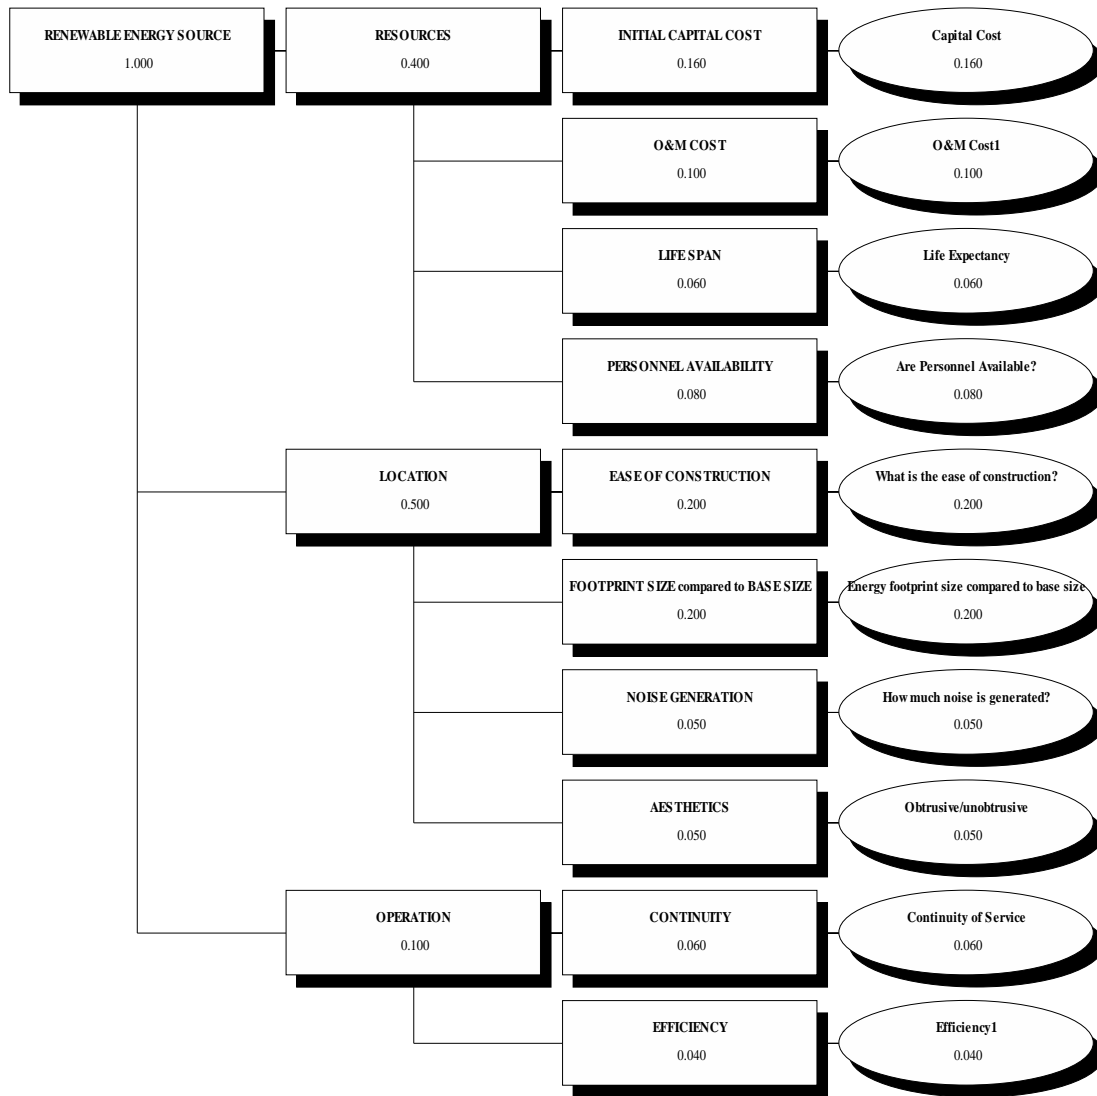 RENEWABLE ENERGY SOURCE
1.000
RESOURCES
0.400
INITIAL CAPITAL COST
0.160
Capital Cost
0.160
O&M COST
0.100
O&M Cost1
0.100
LIFE SPAN
0.060
Life Expectancy
0.060
PERSONNEL AVAILABILITY
0.080
Are Personnel Available?
0.080
LOCATION
0.500
EASE OF CONSTRUCTION
0.200
What is the ease of construction?
0.200
FOOTPRINT SIZE compared to BASE SIZE
0.200
Energy footprint size compared to base size
0.200
NOISE GENERATION
0.050
How much noise is generated?
0.050
AESTHETICS
0.050
Obtrusive/unobtrusive
0.050
OPERATION
0.100
CONTINUITY
0.060
Continuity of Service
0.060
EFFICIENCY
0.040
Efficiency1
0.040